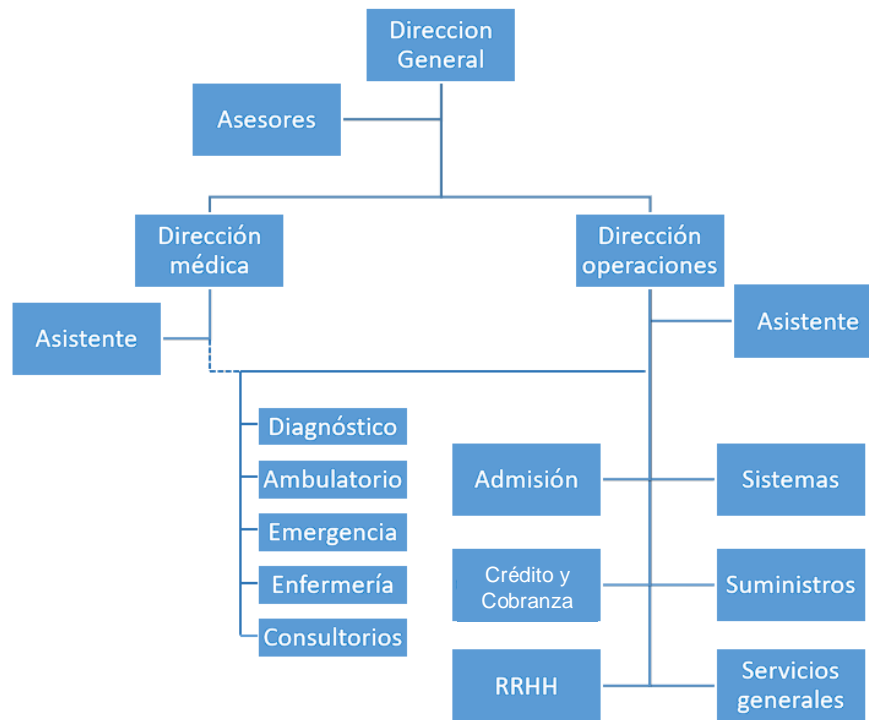 Direccion
General
Asesores
Dirección
médica
Dirección
operaciones
Asistente
Asistente
Diagnóstico
Ambulatorio
Emergencia
Enfermería
Consultorios
Admisión
Sistemas
Crédito y
Cobranza
Suministros
RRHH
Servicios
generales